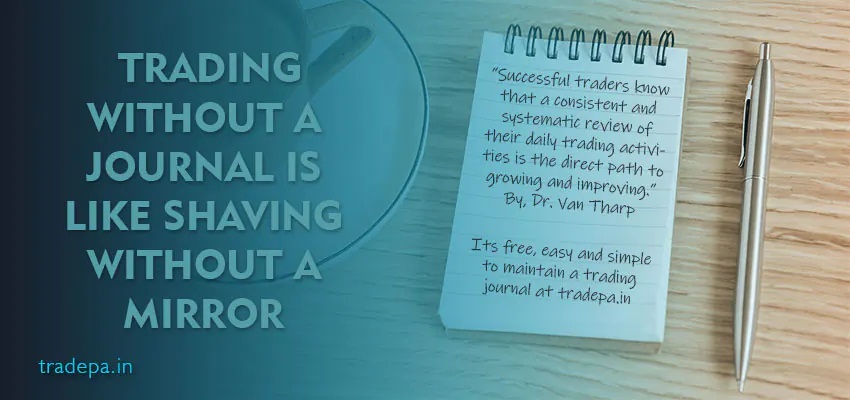 TRADING
WITHOUT A
JOURNAL IS
LIKE SHAVING
WITHOUT A
MIRROR
tradepa.in
"Successful traders know
that a consistent and
systematic review of
their daily trading activi-
ties is the direct path to
growing and improving."
By, Dr. Van Tharp
Its free, easy and simple
to maintain a trading
journal at tradepa.in